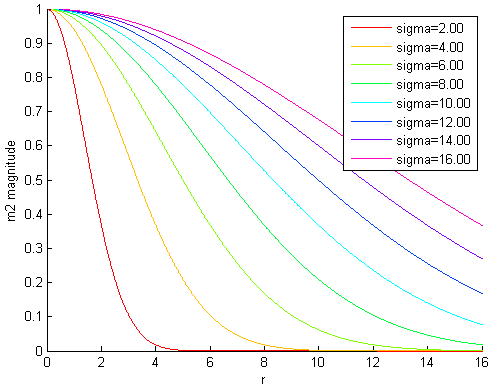 1
0.9
0.8
0.7
0.6
0.5
0.4
0.3
0.2
0.1
0
m2 magnitude
sigma=2.00
sigma=4.00
sigma=6.00
sigma=8.00
sigma=10.00
sigma=12.00
sigma=14.00
sigma=16.00
0 2 4 6 8 10 12 14 16
r